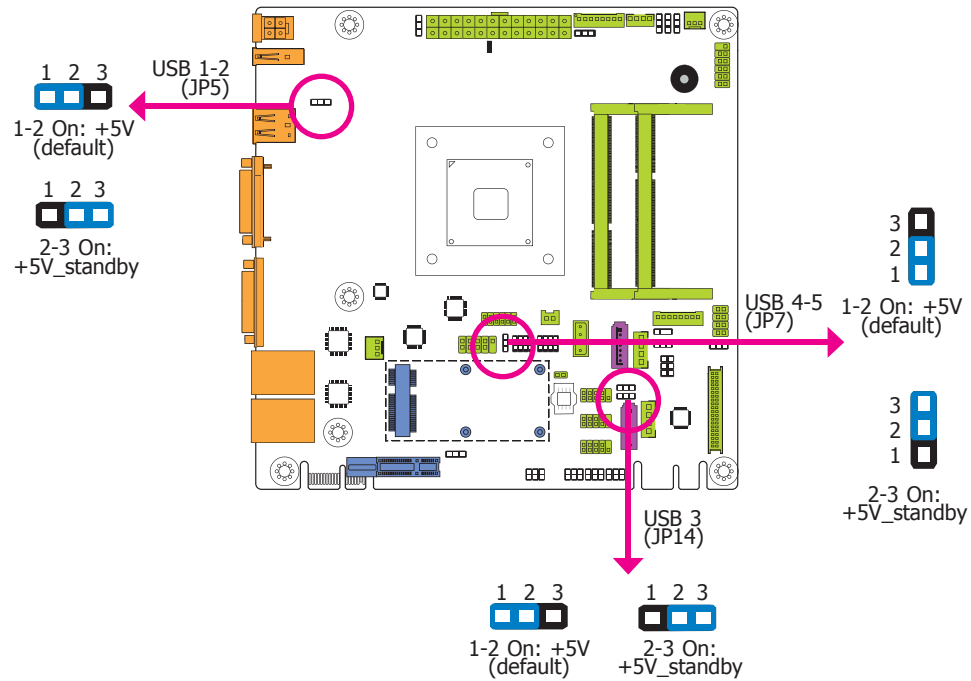 USB 1-2
(JP5)
1 2 3
1-2 On: +5V
(default)
1 2 3
2-3 On:
+5V_standby
USB 4-5
(JP7)
3
2
1
1-2 On: +5V
(default)
3
2
1
2-3 On:
+5V_standby
USB 3
(JP14)
1 2 3
1-2 On: +5V
(default)
1 2 3
2-3 On:
+5V_standby